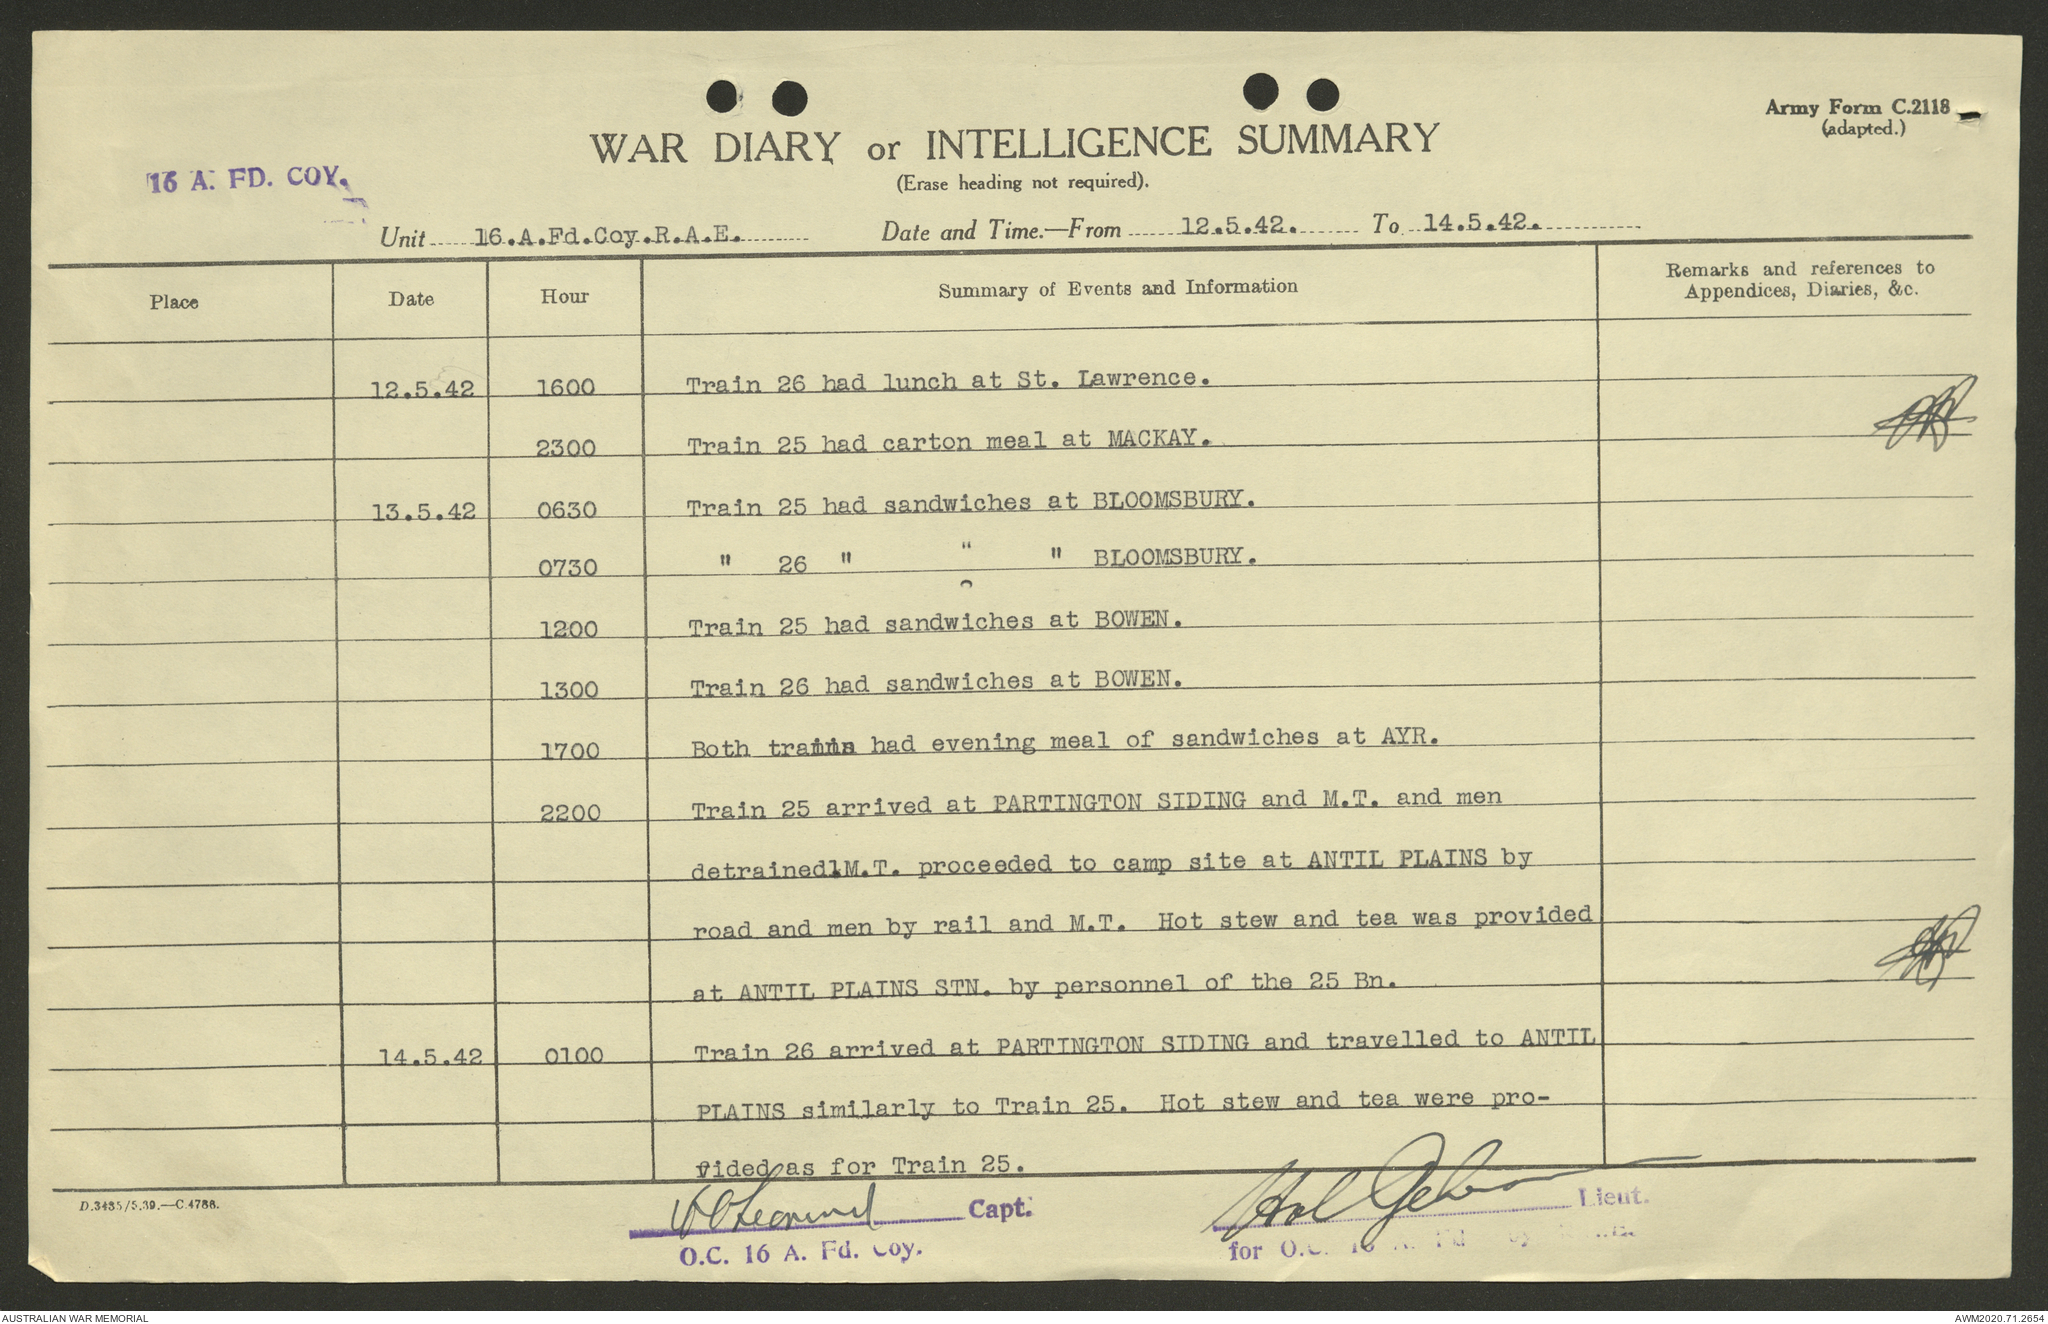 Army Form C.2118
(adapted.)
WAR DIARY or INTELLIGENCE SUMMARY
(Erase heading not required).
16 A. FD. COY.
Unit 16.A.Fd.Coy.R.A.E. Date and Time.—From 12.5.42. To 14.5.42.
Place Date Hour Summary of Events and Information Remarks and references to
Appendices, Diaries, &c.
12.5.42 1600 Train 26 had lunch at St. Lawrence.
2300 Train 25 had carton meal at MACKAY.
13.5.42 0630 Train 25 had sandwiches at BLOOMSBURY.
0730 " 26 " " " BLOOMSBURY.
1200 Train 25 had sandwiches at BOWEN.
1300 Train 26 had sandwiches at BOWEN.
1700 Both trains had evening meal of sandwiches at AYR.
2200 Train 25 arrived at PARTINGTON SIDING and M.T. and men
detrained.M.T. proceeded to camp site at ANTIL PLAINS by
road and men by rail and M.T. Hot stew and tea was provided
at ANTIL PLAINS STN. by personnel of the 25 Bn.
14.5.42 0100 Train 26 arrived at PARTINGTON SIDING and travelled to ANTIL
PLAINS similarly to Train 25. Hot stew and tea were pro-
vided as for Train 25.
D.3485/5.39.—C.4788.
Capt. Lieut.
O.C. 16 A. Fd. Coy. for O.C. 16 A. Fd
AUSTRALIAN WAR MEMORIAL AWM2020.71.2654